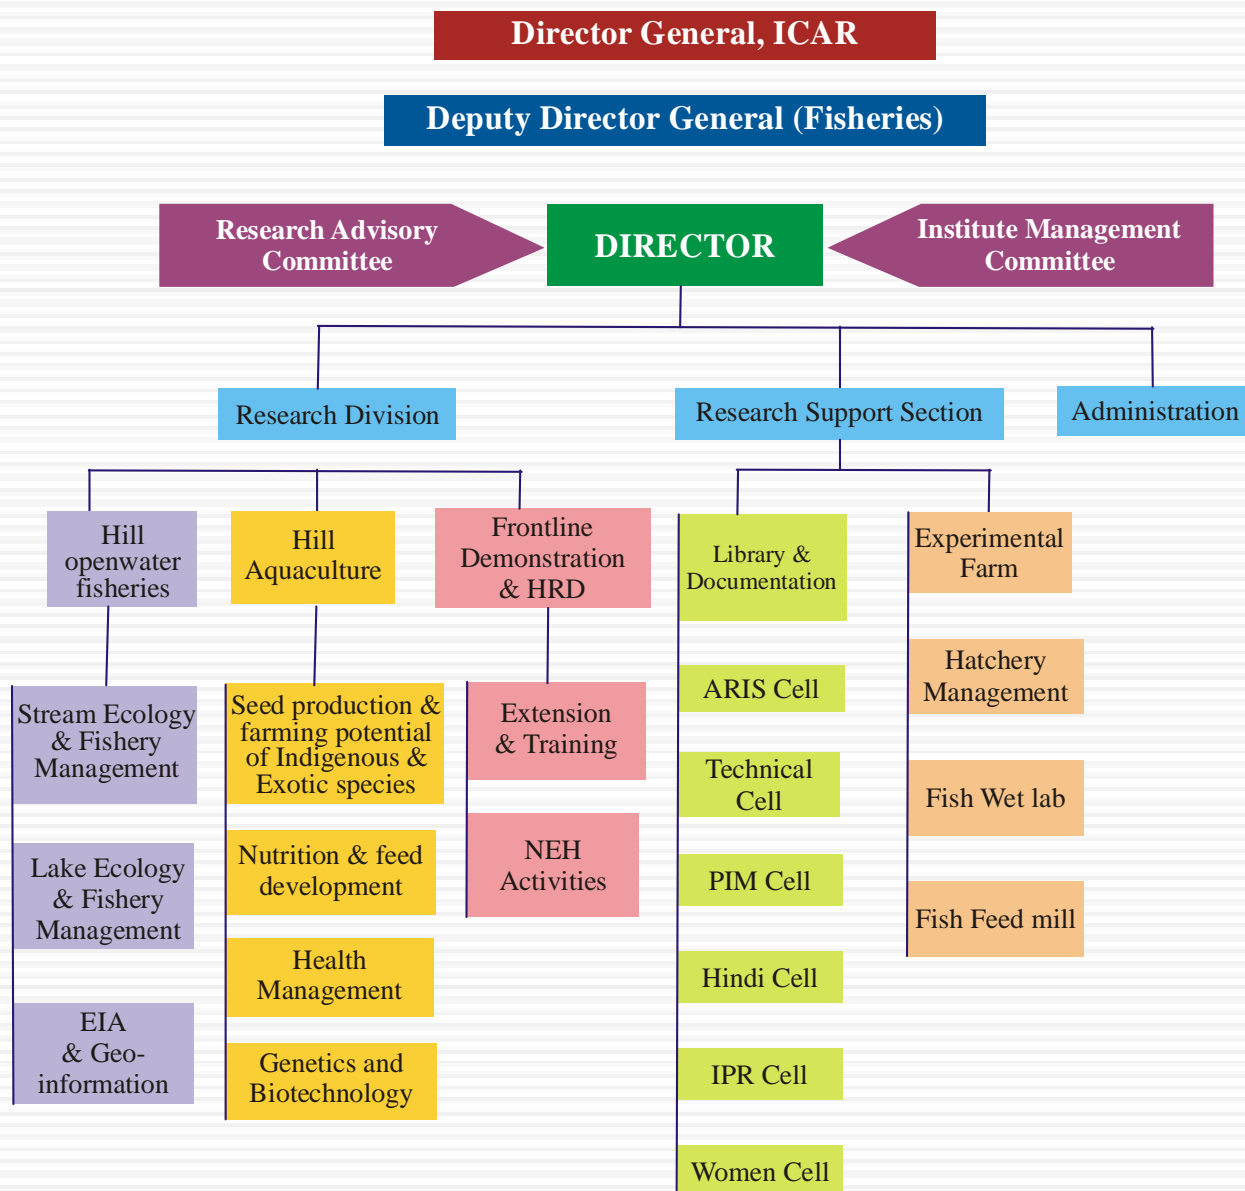 Director General, ICAR
Deputy Director General (Fisheries)
Research Advisory
Committee
DIRECTOR
Institute Management
Committee
Research Division
Research Support Section
Administration
Hill
openwater
fisheries
Hill
Aquaculture
Frontline
Demonstration
& HRD
Library &
Documentation
Experimental
Farm
Stream Ecology
& Fishery
Management
Seed production &
farming potential
of Indigenous &
Exotic species
Extension
& Training
ARIS Cell
Hatchery
Management
Technical
Cell
Fish Wet lab
Lake Ecology
& Fishery
Management
Nutrition & feed
development
NEH
Activities
PIM Cell
Fish Feed mill
Health
Management
Hindi Cell
EIA
& Geo-
information
Genetics and
Biotechnology
IPR Cell
Women Cell